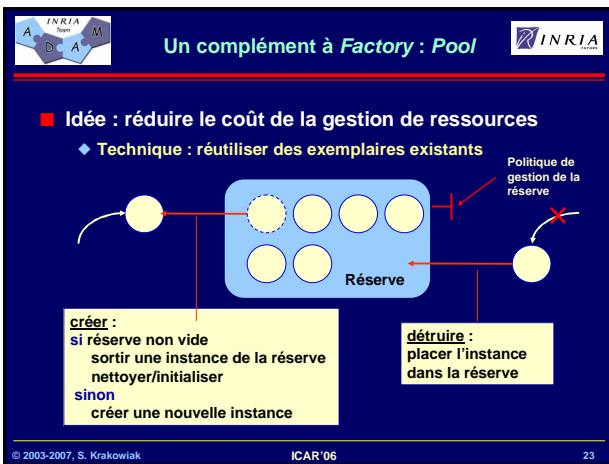 INRIA
Team
A
D
A
M
Un complément à Factory : Pool
INRIA
FUTURS
Idée : réduire le coût de la gestion de ressources
Technique : réutiliser des exemplaires existants
Politique de
gestion de la
réserve
Réserve
créer :
si réserve non vide
sortir une instance de la réserve
nettoyer/initialiser
sinon
créer une nouvelle instance
détruire :
placer l'instance
dans la réserve
© 2003-2007, S. Krakowiak
ICAR'06
23